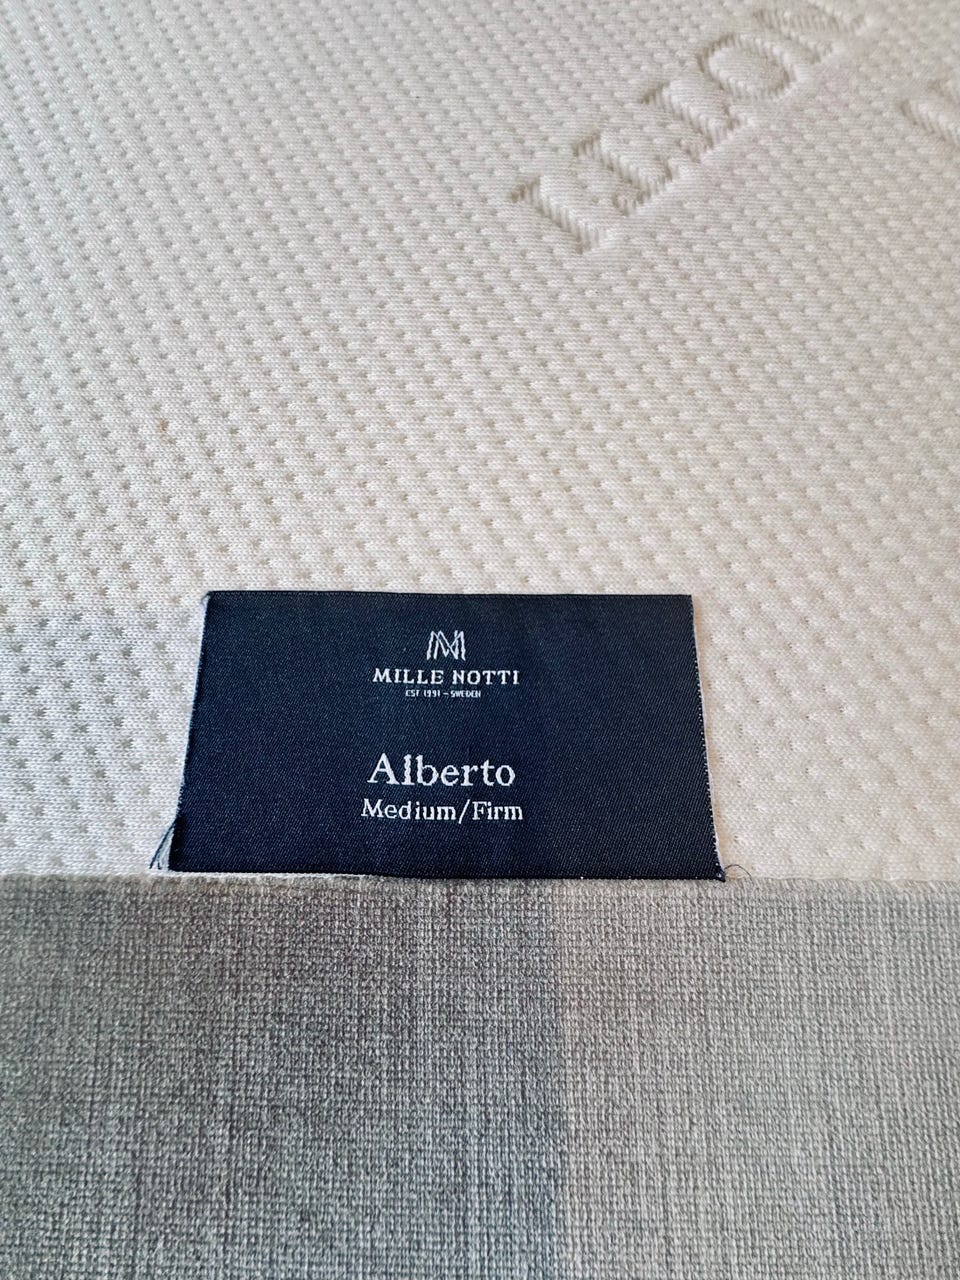 MILLE NOTTI
EST 1991 – SWEDEN
Alberto
Medium/Firm